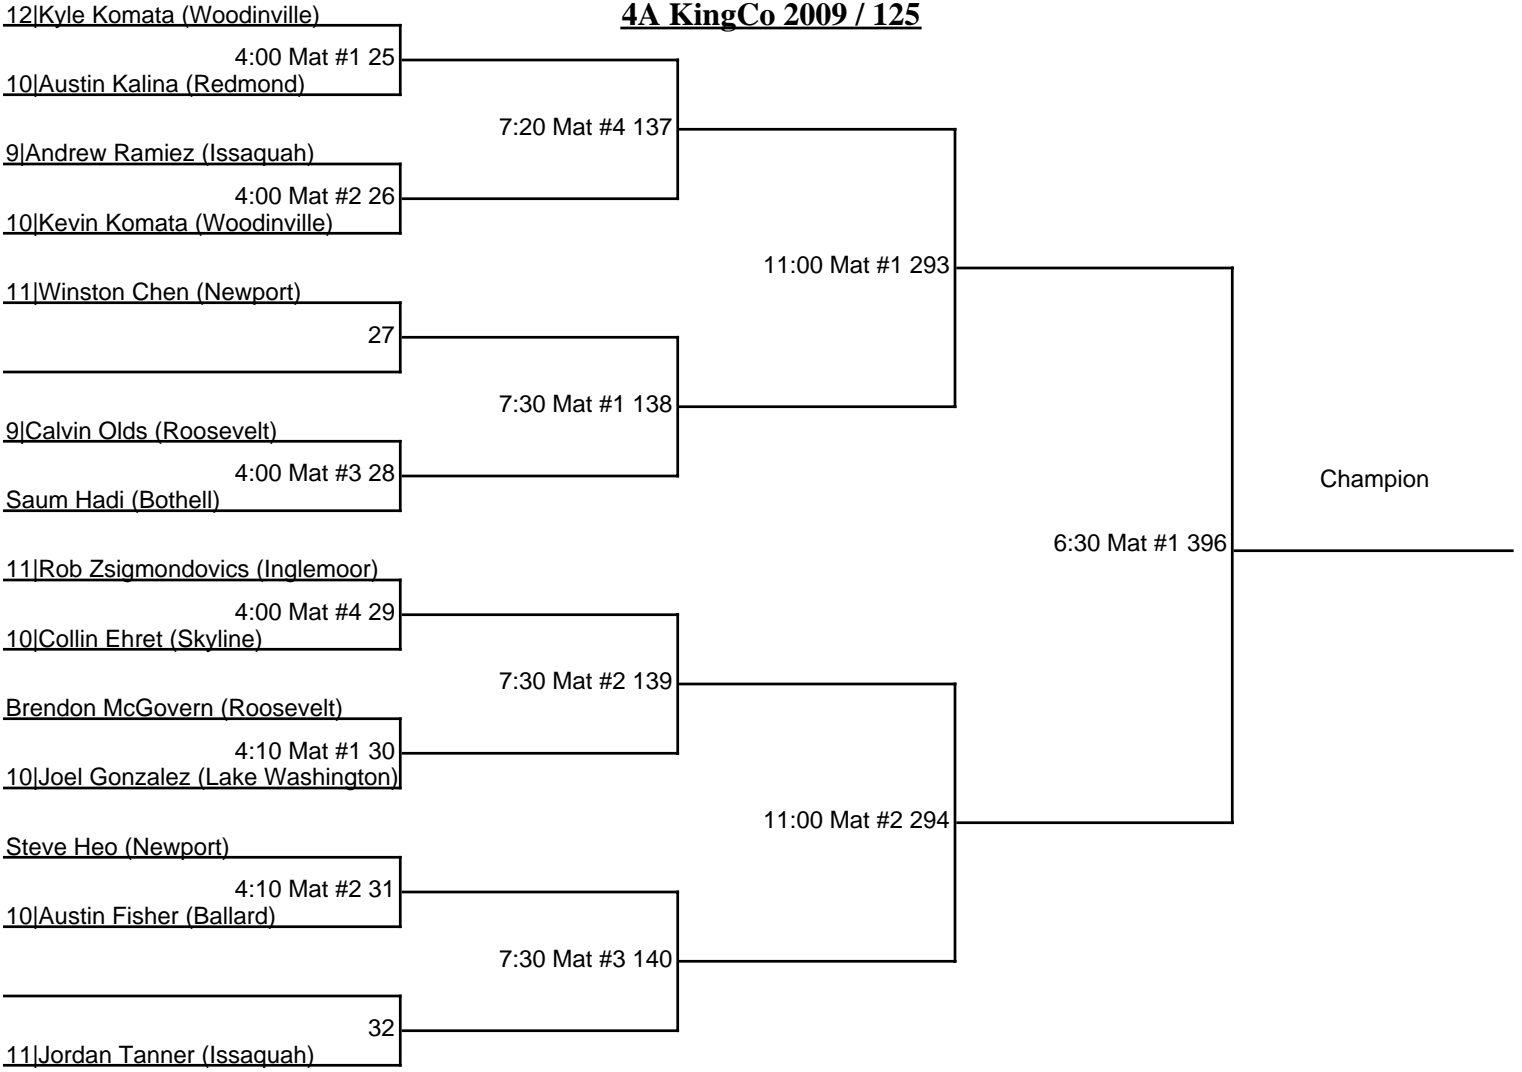 4A KingCo 2009 / 125
12|Kyle Komata (Woodinville)
4:00 Mat #1 25
10|Austin Kalina (Redmond)
7:20 Mat #4 137
9|Andrew Ramiez (Issaquah)
4:00 Mat #2 26
10|Kevin Komata (Woodinville)
11:00 Mat #1 293
11|Winston Chen (Newport)
27
7:30 Mat #1 138
9|Calvin Olds (Roosevelt)
4:00 Mat #3 28
Saum Hadi (Bothell)
Champion
6:30 Mat #1 396
11|Rob Zsigmondovics (Inglemoor)
4:00 Mat #4 29
10|Collin Ehret (Skyline)
7:30 Mat #2 139
Brendon McGovern (Roosevelt)
4:10 Mat #1 30
10|Joel Gonzalez (Lake Washington)
11:00 Mat #2 294
Steve Heo (Newport)
4:10 Mat #2 31
10|Austin Fisher (Ballard)
7:30 Mat #3 140
32
11|Jordan Tanner (Issaquah)